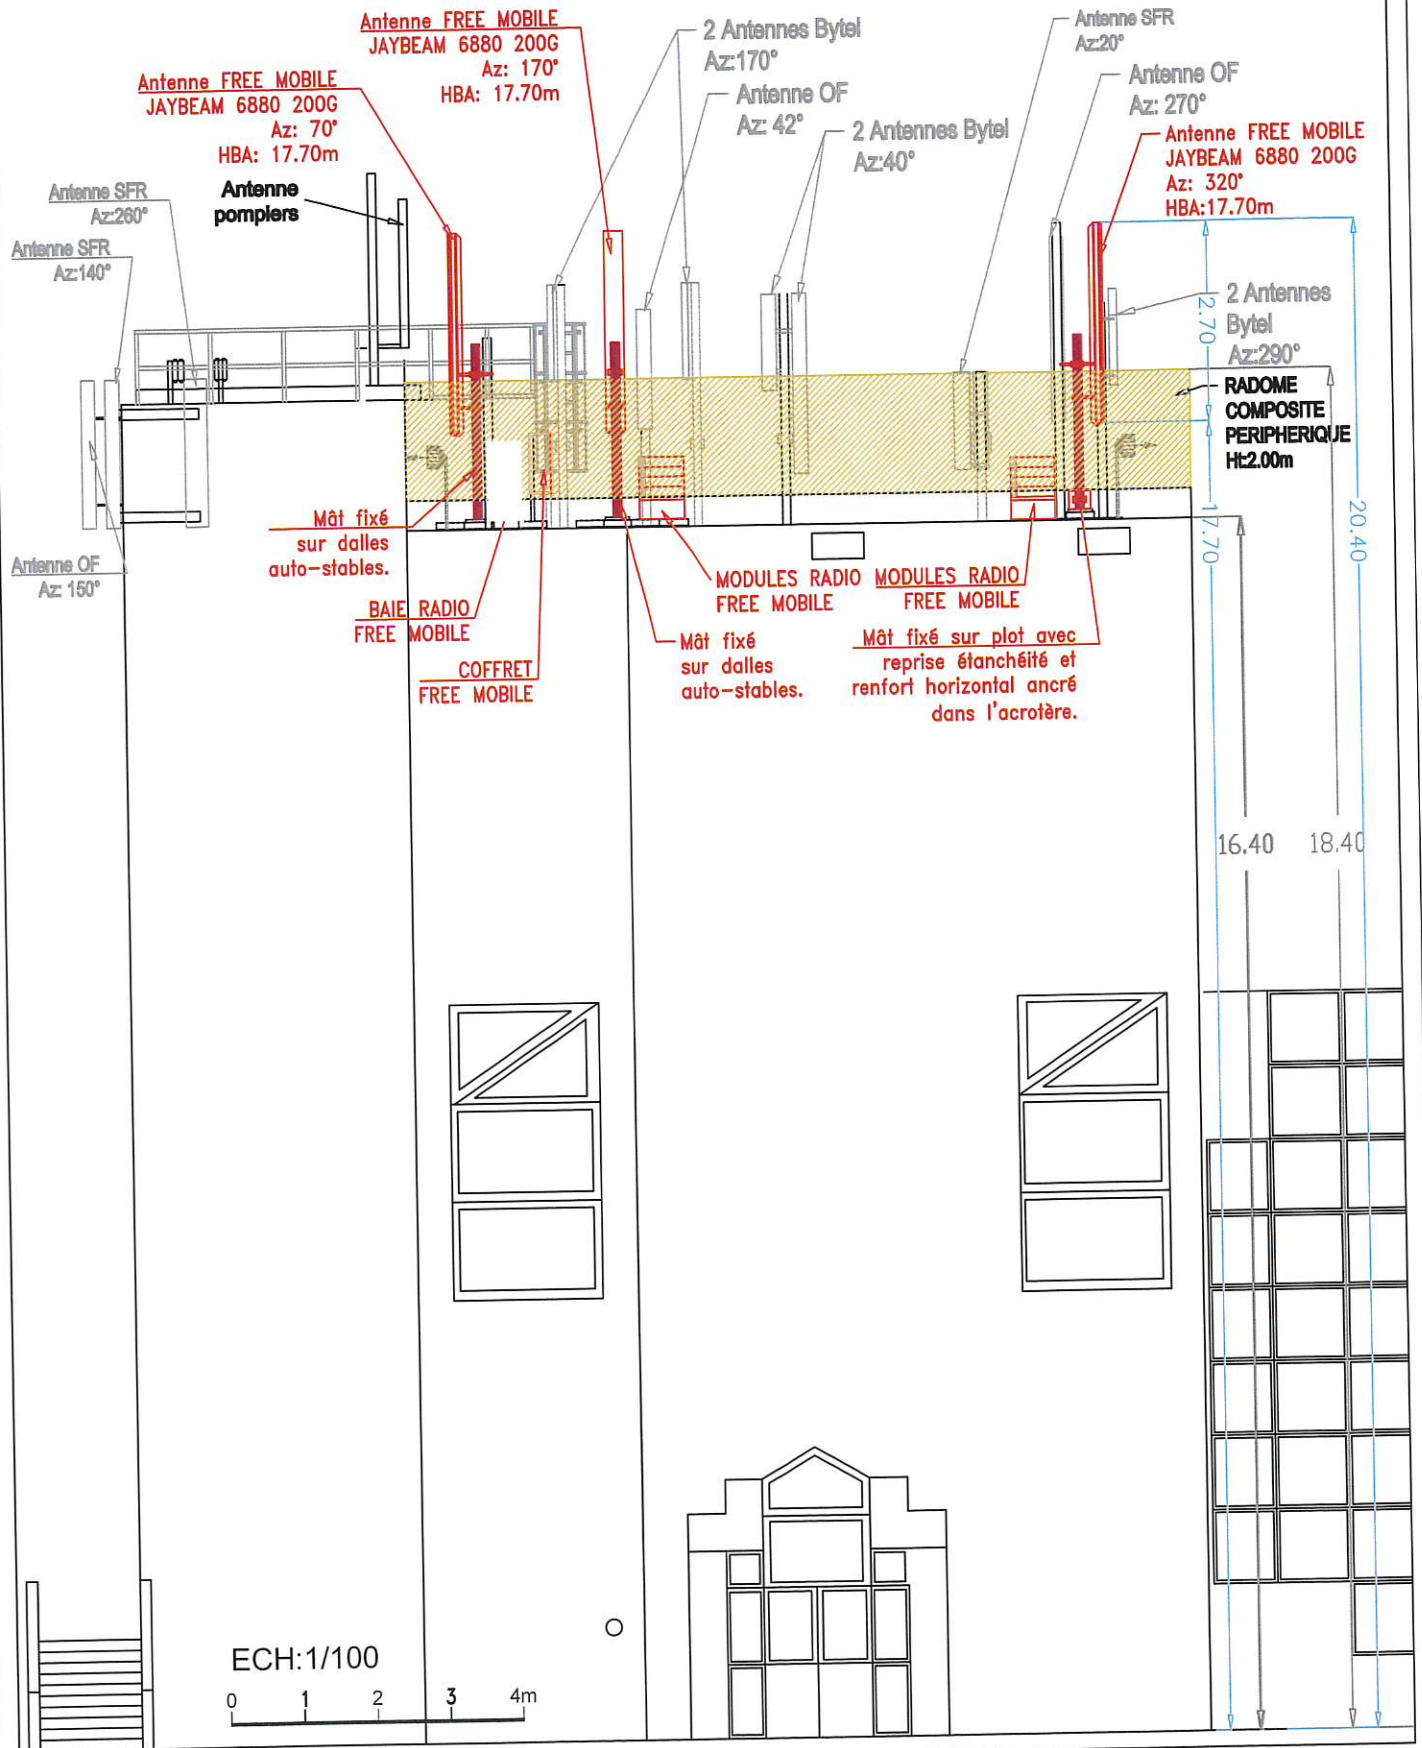 Antenne FREE MOBILE
JAYBEAM 6880 200G
Az: 170°
HBA: 17.70m
2 Antennes Bytel
Az:170°
Antenne SFR
Az:20°
Antenne FREE MOBILE
JAYBEAM 6880 200G
Az: 70°
HBA: 17.70m
Antenne OF
Az: 42°
2 Antennes Bytel
Az:40°
Antenne OF
Az: 270°
Antenne FREE MOBILE
JAYBEAM 6880 200G
Az: 320°
HBA:17.70m
Antenne SFR
Az:260°
Antenne
pompiers
Antenne SFR
Az:140°
2.70
2 Antennes
Bytel
Az:290°
RADOME
COMPOSITE
PERIPHERIQUE
Ht:2.00m
Antenne OF
Az: 150°
Mât fixé
sur dalles
auto-stables.
17.70
20.40
BAIE RADIO
FREE MOBILE
COFFRET
FREE MOBILE
MODULES RADIO
FREE MOBILE
MODULES RADIO
FREE MOBILE
Mât fixé
sur dalles
auto-stables.
Mât fixé sur plot avec
reprise étanchéité et
renfort horizontal ancré
dans l'acrotère.
16.40
18.40
ECH:1/100
0 1 2 3 4m